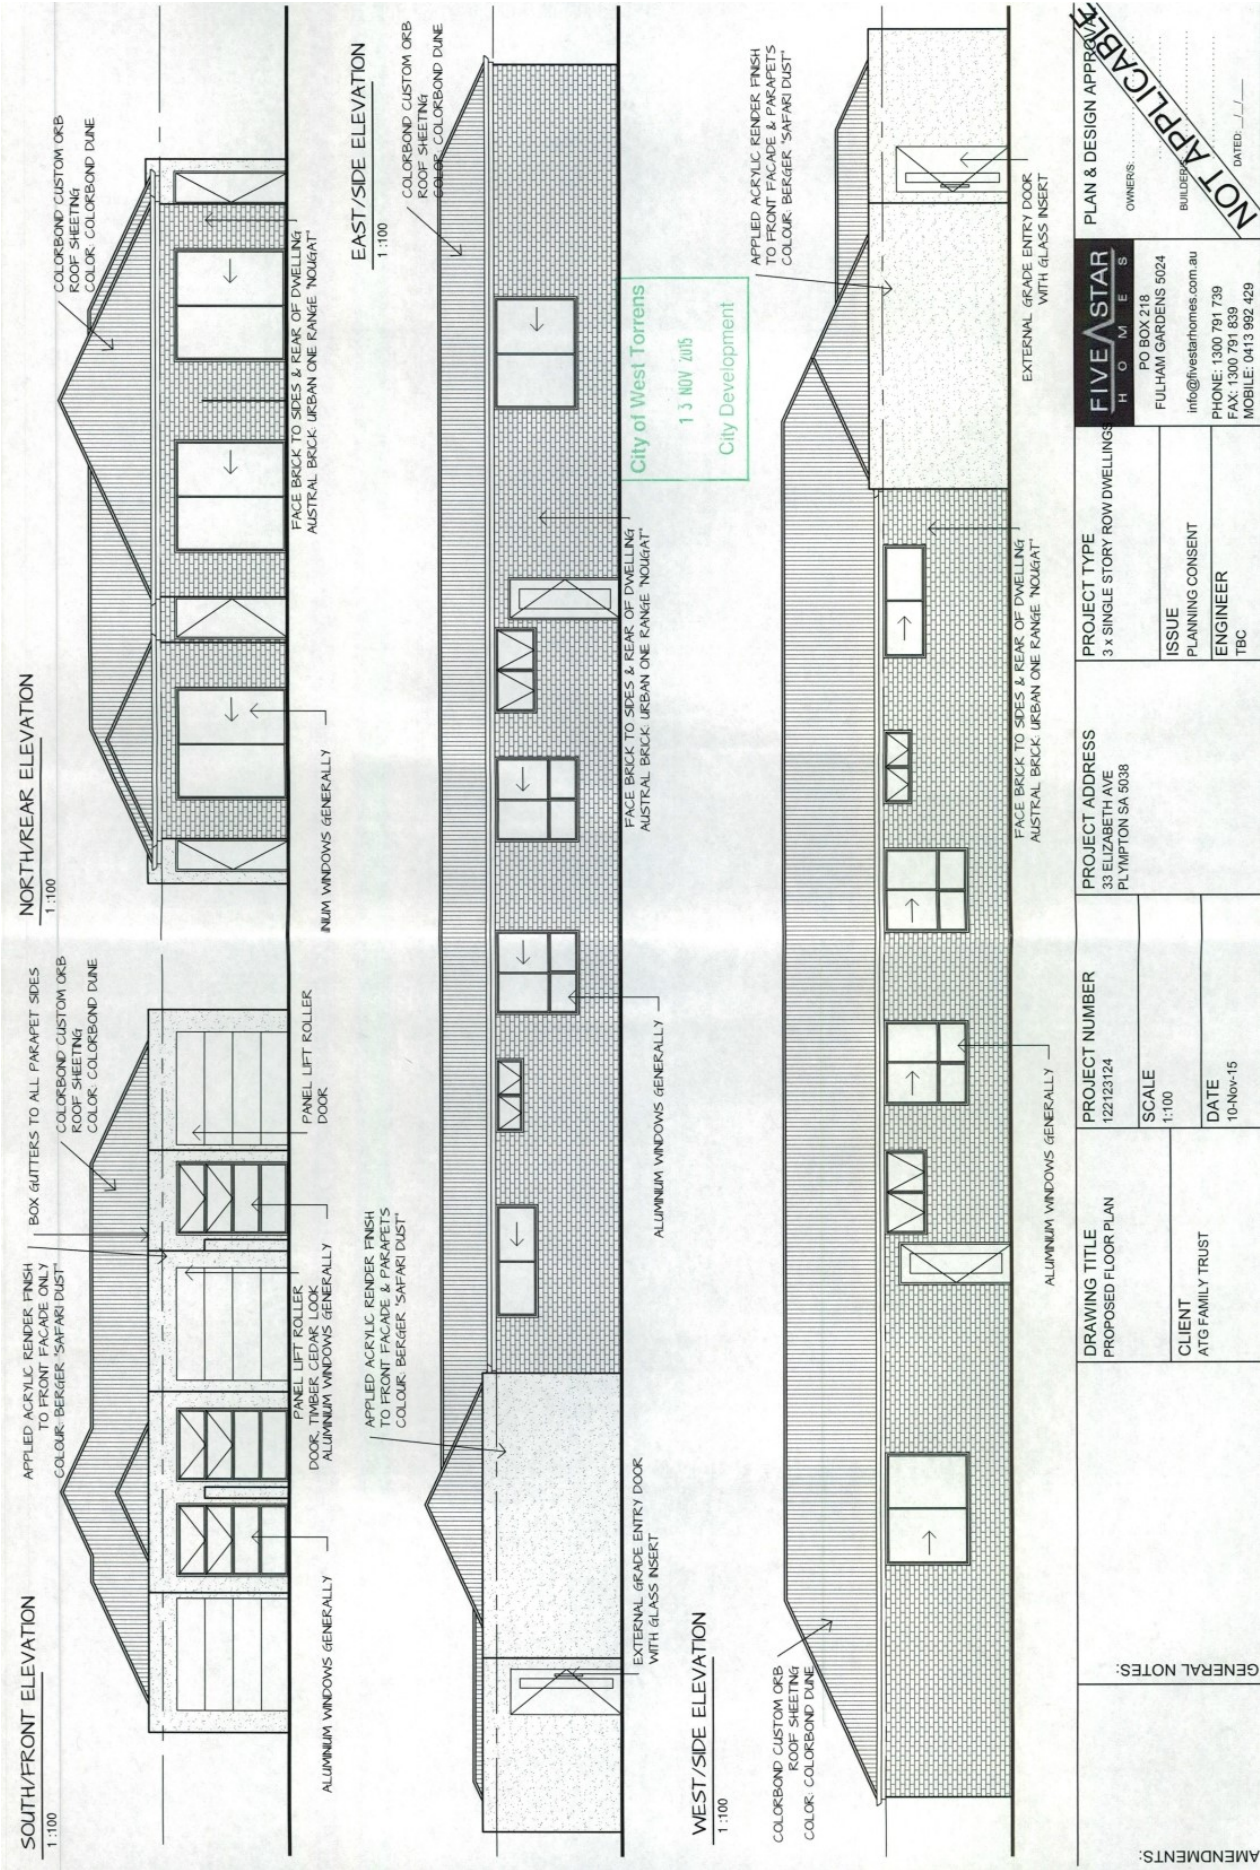 SOUTH/FRONT ELEVATION
1:100
APPLIED ACRYLIC RENDER FINISH
TO FRONT FACADE ONLY
COLOUR: BERGER "SAFARI DUST"
BOX GUTTERS TO ALL PARAPET SIDES
COLORBOND CUSTOM ORB
ROOF SHEETING
COLOR: COLORBOND DUNE
ALUMINIUM WINDOWS GENERALLY
PANEL LIFT ROLLER
DOOR, TIMBER CEDAR LOOK
ALUMINIUM WINDOWS GENERALLY
PANEL LIFT ROLLER
DOOR
NORTH/REAR ELEVATION
1:100
COLORBOND CUSTOM ORB
ROOF SHEETING
COLOR: COLORBOND DUNE
INIUM WINDOWS GENERALLY
FACE BRICK TO SIDES & REAR OF DWELLING
AUSTRAL BRICK: URBAN ONE RANGE "NOUGAT"
EAST/SIDE ELEVATION
1:100
COLORBOND CUSTOM ORB
ROOF SHEETING
COLOR: COLORBOND DUNE
APPLIED ACRYLIC RENDER FINISH
TO FRONT FACADE & PARAPETS
COLOUR: BERGER "SAFARI DUST"
EXTERNAL GRADE ENTRY DOOR
WITH GLASS INSERT
ALUMINIUM WINDOWS GENERALLY
FACE BRICK TO SIDES & REAR OF DWELLING
AUSTRAL BRICK: URBAN ONE RANGE "NOUGAT"
City of West Torrens
13 NOV 2015
City Development
WEST/SIDE ELEVATION
1:100
COLORBOND CUSTOM ORB
ROOF SHEETING
COLOR: COLORBOND DUNE
APPLIED ACRYLIC RENDER FINISH
TO FRONT FACADE & PARAPETS
COLOUR: BERGER "SAFARI DUST"
ALUMINIUM WINDOWS GENERALLY
FACE BRICK TO SIDES & REAR OF DWELLING
AUSTRAL BRICK: URBAN ONE RANGE "NOUGAT"
EXTERNAL GRADE ENTRY DOOR
WITH GLASS INSERT
AMENDMENTS:
GENERAL NOTES:
DRAWING TITLE
PROPOSED FLOOR PLAN
CLIENT
ATG FAMILY TRUST
PROJECT NUMBER
122123124
SCALE
1:100
DATE
10-Nov-15
PROJECT ADDRESS
33 ELIZABETH AVE
PLYMPTON SA 5038
PROJECT TYPE
3 x SINGLE STORY ROW DWELLINGS
ISSUE
PLANNING CONSENT
ENGINEER
TBC
FIVE STAR
HOMES
PO BOX 218
FULHAM GARDENS 5024
info@fivestarhomes.com.au
PHONE: 1300 791 739
FAX: 1300 791 839
MOBILE: 0413 992 429
PLAN & DESIGN APPROVAL
OWNER/S:
BUILDER/S:
DATED: _/_/__
NOT APPLICABLE